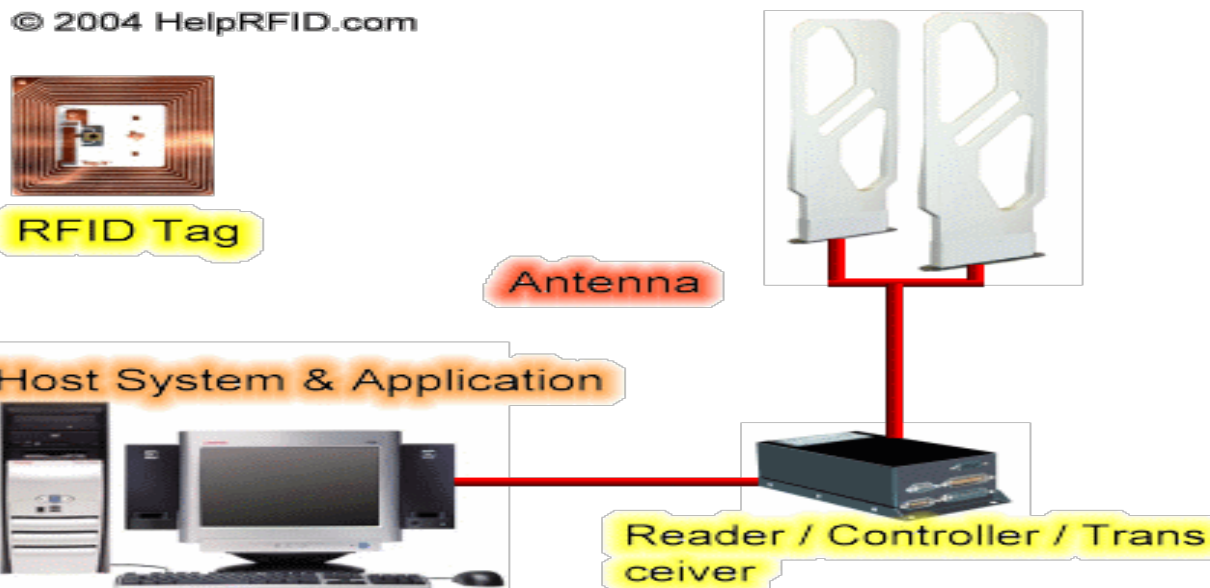 © 2004 HelpRFID.com
RFID Tag
Antenna
Host System & Application
Reader / Controller / Trans
ceiver